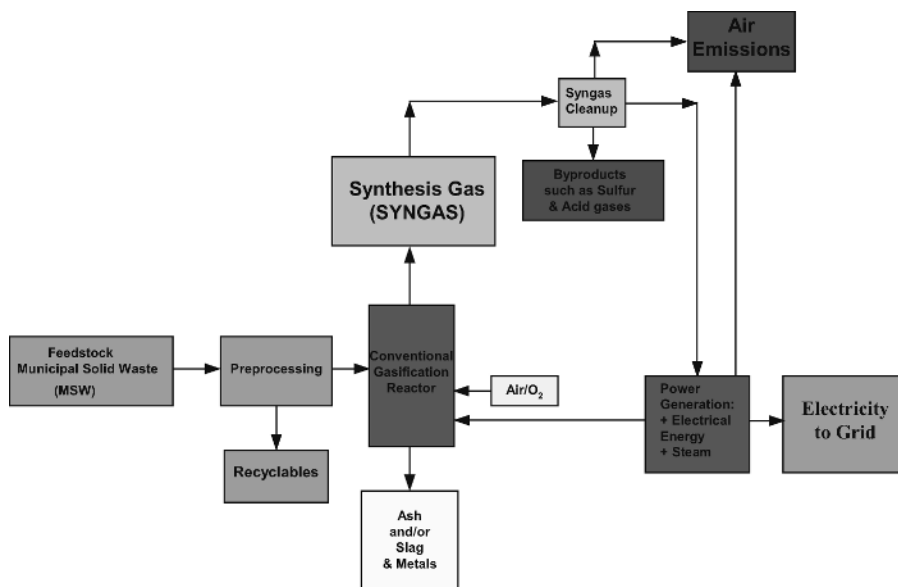 Air
Emissions
Syngas
Cleanup
Synthesis Gas
(SYNGAS)
Byproducts
such as Sulfur
& Acid gases
Feedstock
Municipal Solid Waste
(MSW)
Preprocessing
Conventional
Gasification
Reactor
Air/O₂
Power
Generation:
+ Electrical
Energy
+ Steam
Electricity
to Grid
Recyclables
Ash
and/or
Slag
& Metals